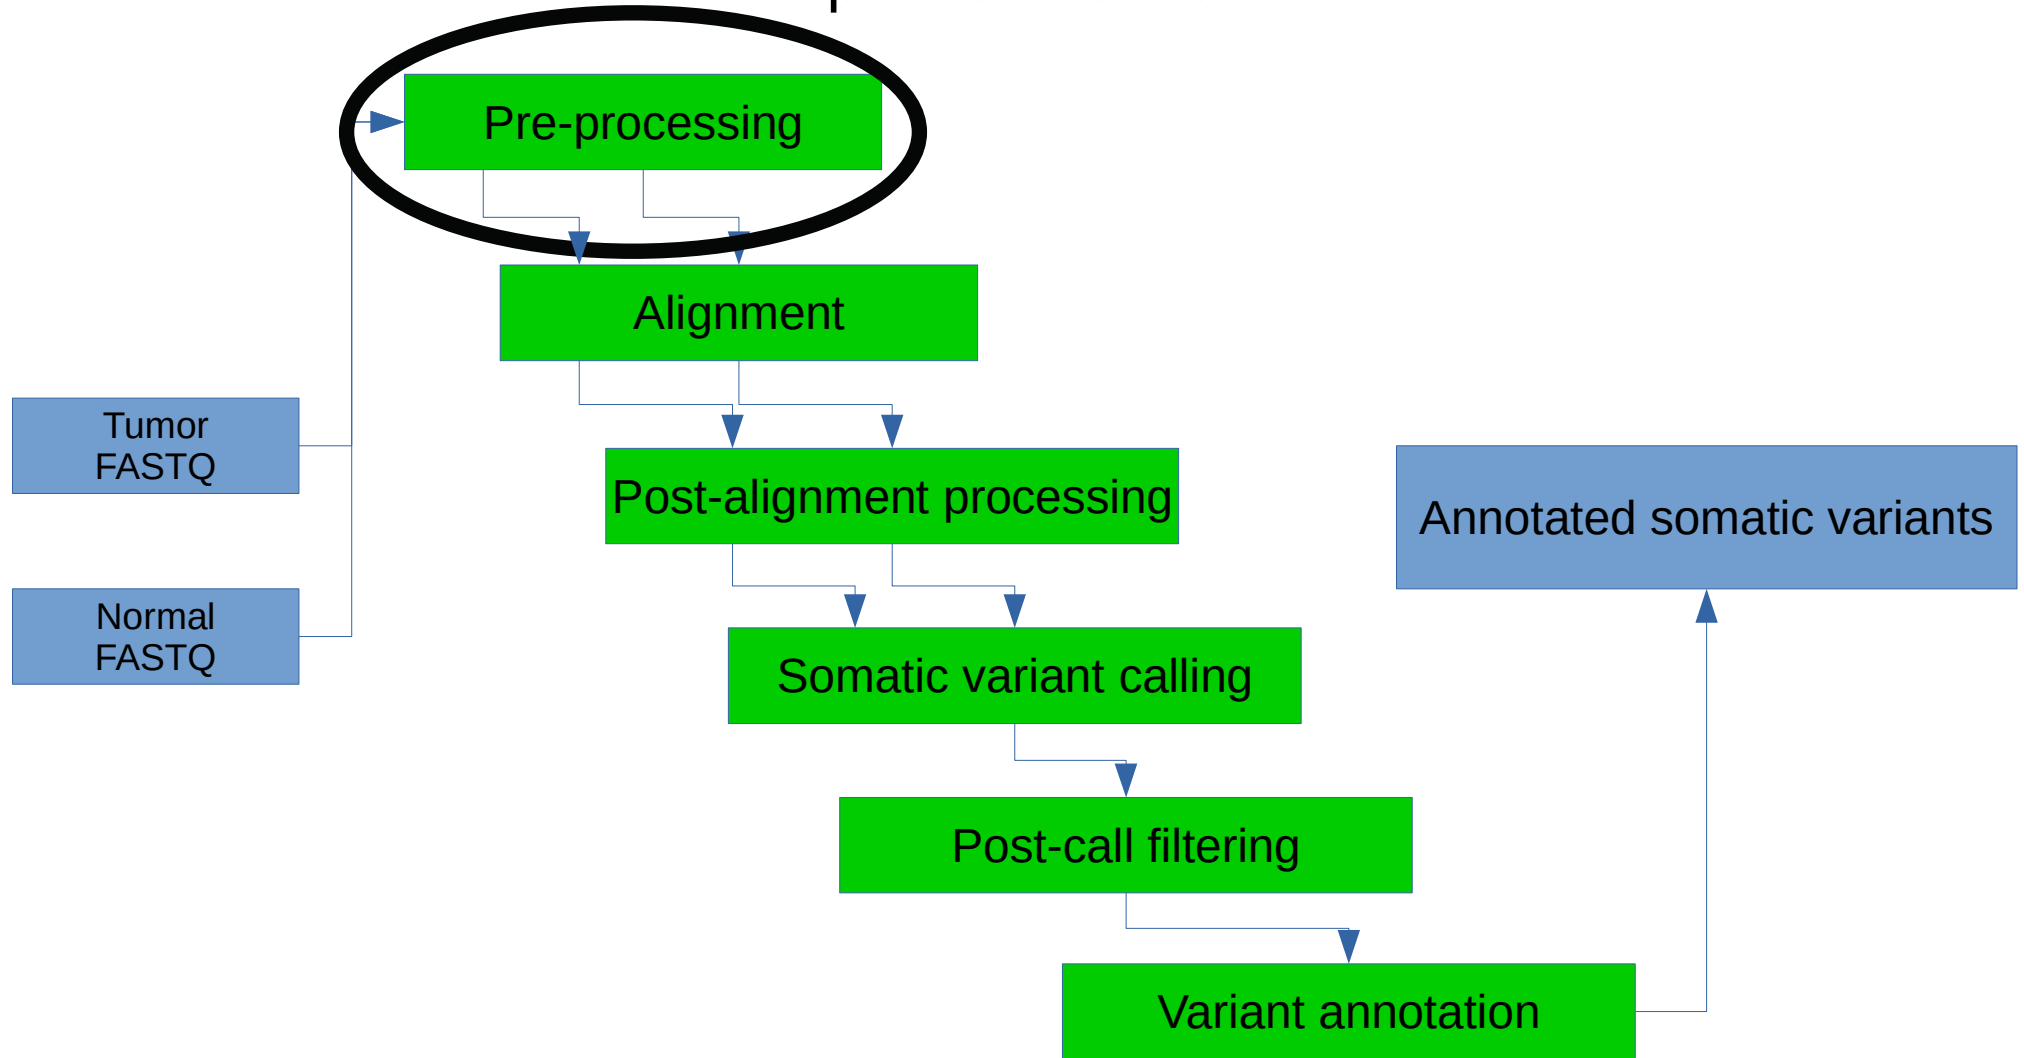 Pre-processing
Alignment
Tumor
FASTQ
Post-alignment processing
Annotated somatic variants
Normal
FASTQ
Somatic variant calling
Post-call filtering
Variant annotation